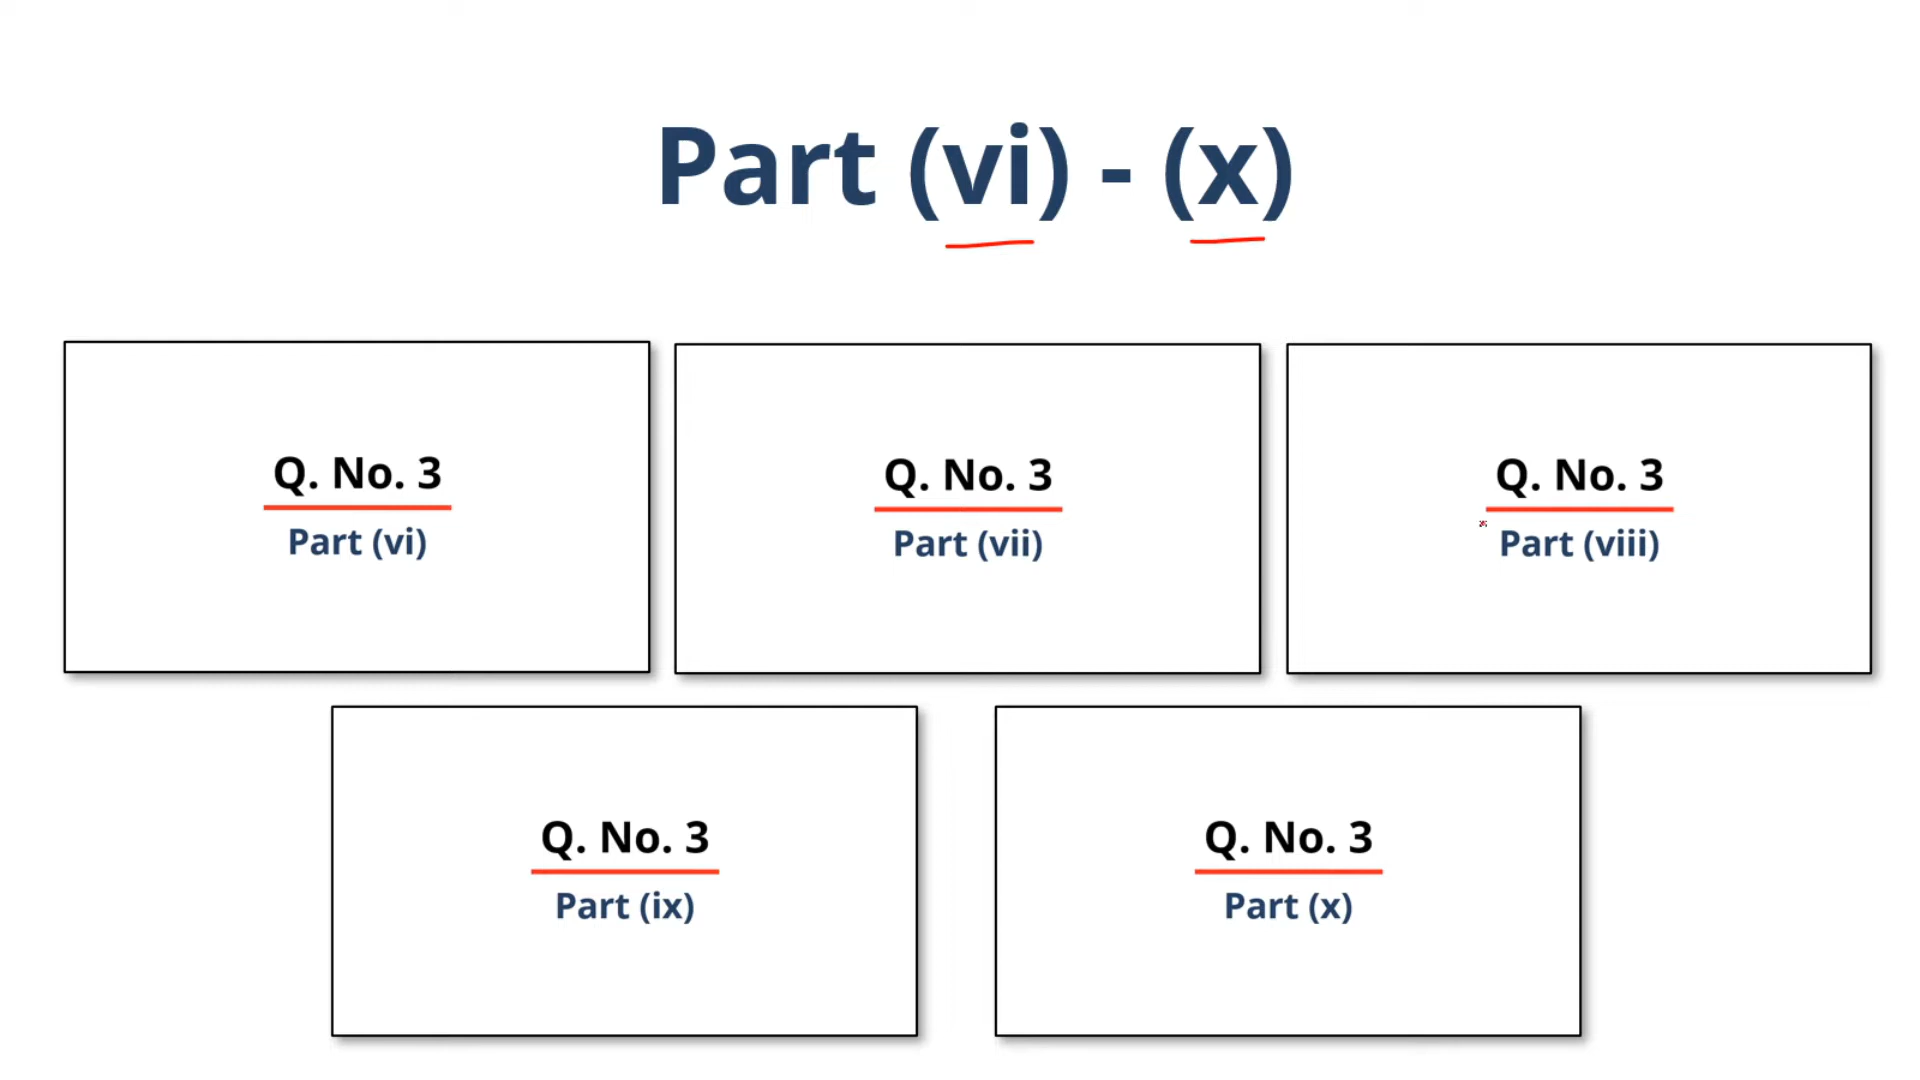 Part (vi) - (x)
Q. No. 3
Part (vi)
Q. No. 3
Part (vii)
Q. No. 3
Part (viii)
Q. No. 3
Part (ix)
Q. No. 3
Part (x)